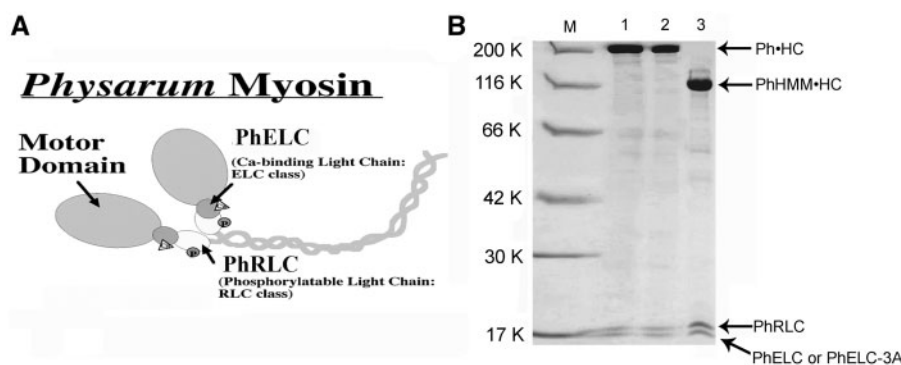 A
Physarum Myosin
Motor
Domain
PhELC
(Ca-binding Light Chain:
ELC class)
P
P
PhRLC
(Phosphorylatable Light Chain:
RLC class)
B
M 1 2 3
200 K
116 K
66 K
42 K
30 K
17 K
Ph•HC
PhHMM•HC
PhRLC
PhELC or PhELC-3A